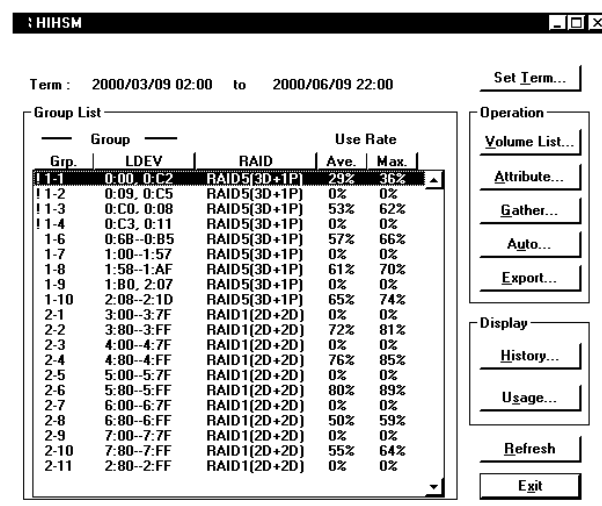 HIHSM
Term : 2000/03/09 02:00 to 2000/06/09 22:00
Set Term...
Group List
Group Use Rate
Grp. LDEV RAID Ave. Max.
! 1-1 0:00, 0:C2 RAID5(3D+1P) 29% 36%
! 1-2 0:09, 0:C5 RAID5(3D+1P) 0% 0%
! 1-3 0:C0, 0:08 RAID5(3D+1P) 53% 62%
! 1-4 0:C3, 0:11 RAID5(3D+1P) 0% 0%
1-6 0:6B--0:B5 RAID5(3D+1P) 57% 66%
1-7 1:00--1:57 RAID5(3D+1P) 0% 0%
1-8 1:58--1:AF RAID5(3D+1P) 61% 70%
1-9 1:B0, 2:07 RAID5(3D+1P) 0% 0%
1-10 2:08--2:1D RAID5(3D+1P) 65% 74%
2-1 3:00--3:7F RAID1(2D+2D) 0% 0%
2-2 3:80--3:FF RAID1(2D+2D) 72% 81%
2-3 4:00--4:7F RAID1(2D+2D) 0% 0%
2-4 4:80--4:FF RAID1(2D+2D) 76% 85%
2-5 5:00--5:7F RAID1(2D+2D) 0% 0%
2-6 5:80--5:FF RAID1(2D+2D) 80% 89%
2-7 6:00--6:7F RAID1(2D+2D) 0% 0%
2-8 6:80--6:FF RAID1(2D+2D) 50% 59%
2-9 7:00--7:7F RAID1(2D+2D) 0% 0%
2-10 7:80--7:FF RAID1(2D+2D) 55% 64%
2-11 2:80--2:FF RAID1(2D+2D) 0% 0%
Operation
Volume List...
Attribute...
Gather...
Auto...
Export...
Display
History...
Usage...
Refresh
Exit